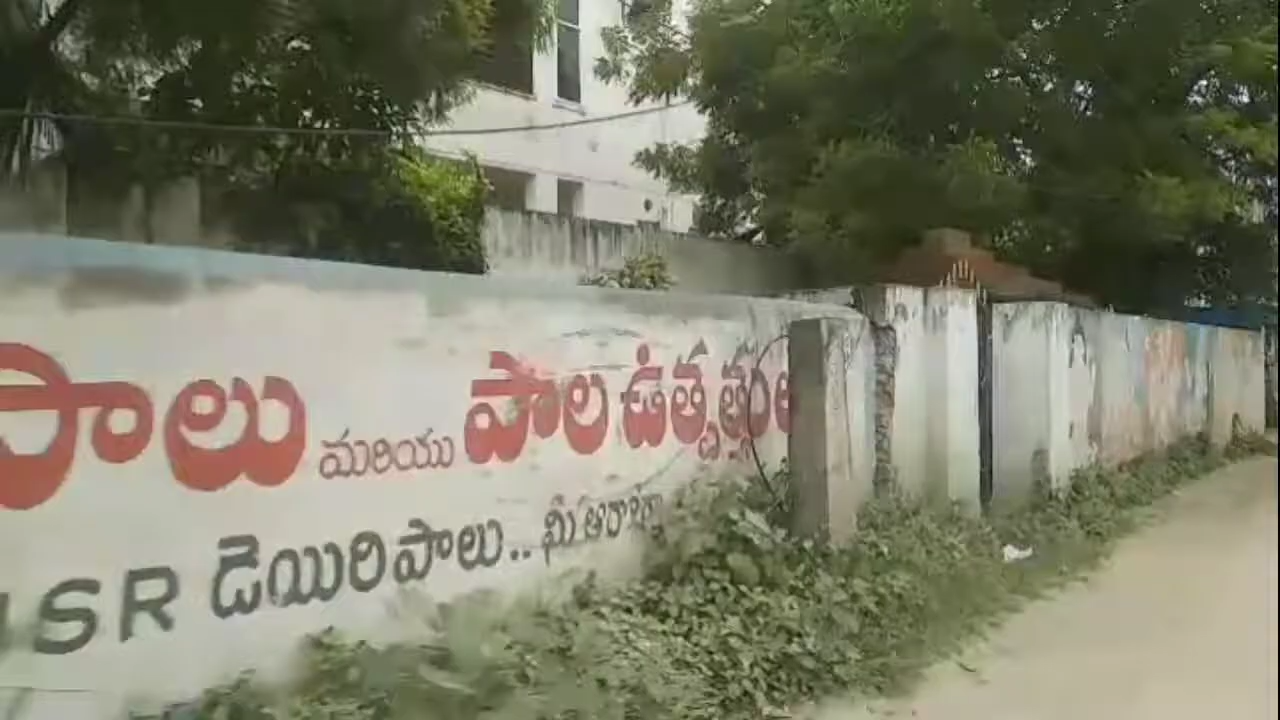 పాలు మరియు పాల ఉత్పత్తుల
SR డెయిరి పాలు.. మీ ఆరోగ్య